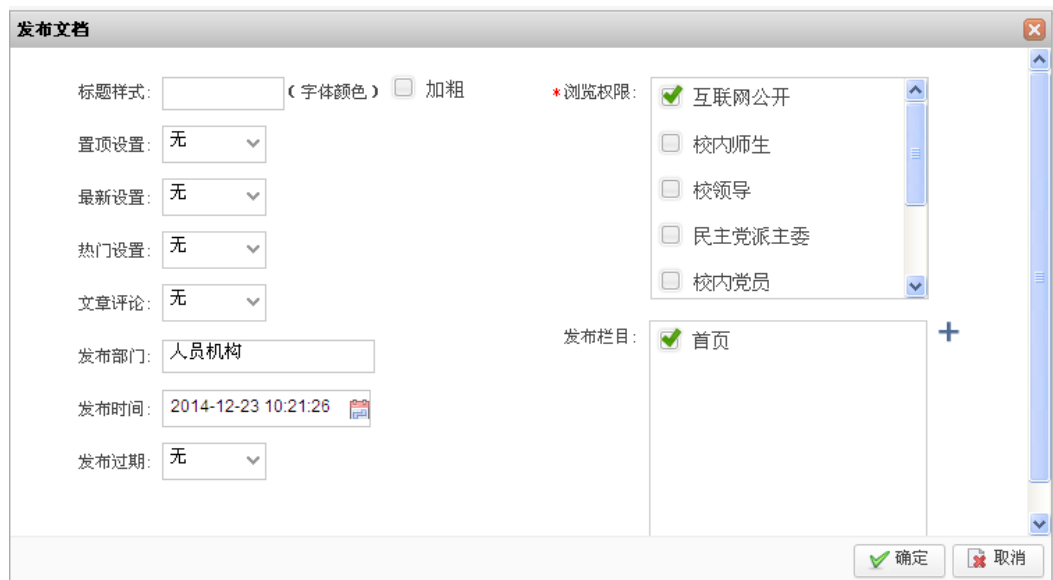 发布文档
标题样式:
（字体颜色）
加粗
置顶设置: 无
最新设置: 无
热门设置: 无
文章评论: 无
发布部门: 人员机构
发布时间: 2014-12-23 10:21:26
发布过期: 无
*浏览权限:
互联网公开
校内师生
校领导
民主党派主委
校内党员
发布栏目:
首页
确定
取消